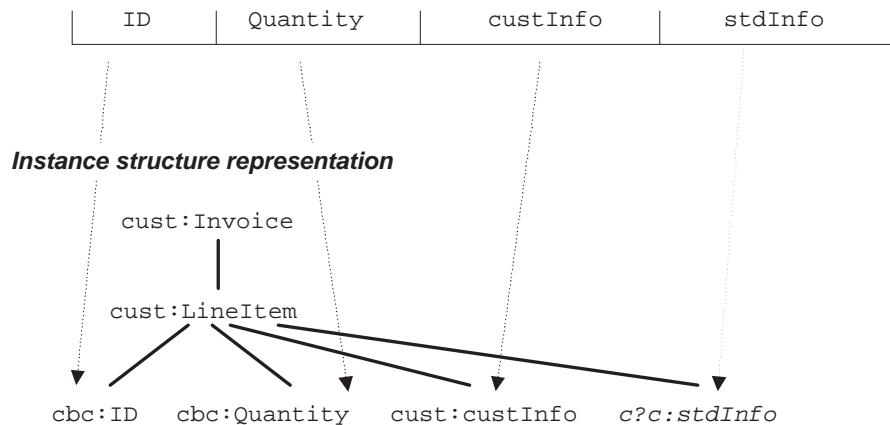 ID Quantity custInfo stdInfo
Instance structure representation
cust:Invoice
cust:LineItem
cbc:ID cbc:Quantity cust:custInfo c?c:stdInfo